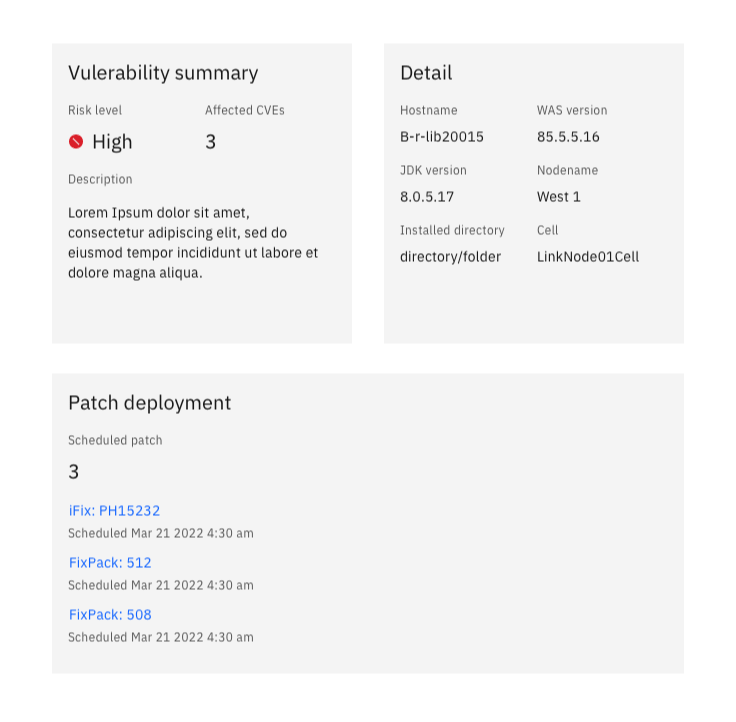 Vulerability summary
Risk level
Affected CVEs
High
3
Description
Lorem Ipsum dolor sit amet,
consectetur adipiscing elit, sed do
eiusmod tempor incididunt ut labore et
dolore magna aliqua.
Detail
Hostname
WAS version
B-r-lib20015
85.5.5.16
JDK version
Nodename
8.0.5.17
West 1
Installed directory
Cell
directory/folder
LinkNode01Cell
Patch deployment
Scheduled patch
3
iFix: PH15232
Scheduled Mar 21 2022 4:30 am
FixPack: 512
Scheduled Mar 21 2022 4:30 am
FixPack: 508
Scheduled Mar 21 2022 4:30 am